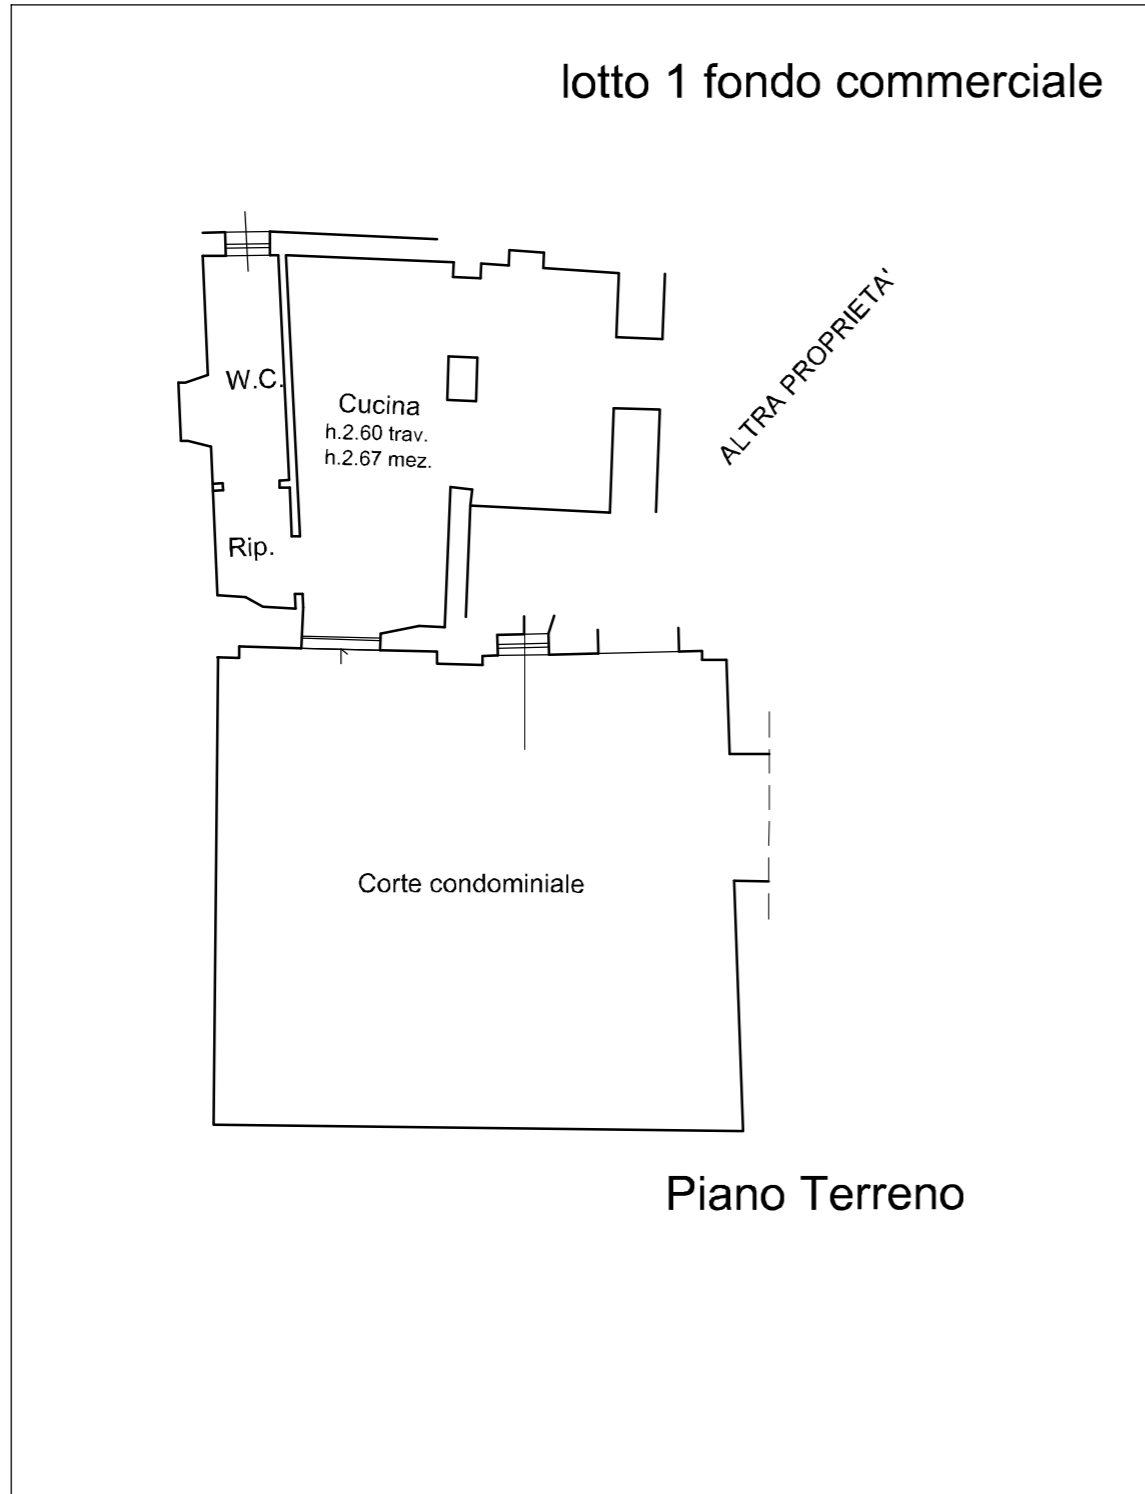 lotto 1 fondo commerciale
ALTRA PROPRIETA'
W.C.
Cucina
h.2.60 trav.
h.2.67 mez.
Rip.
Corte condominiale
Piano Terreno